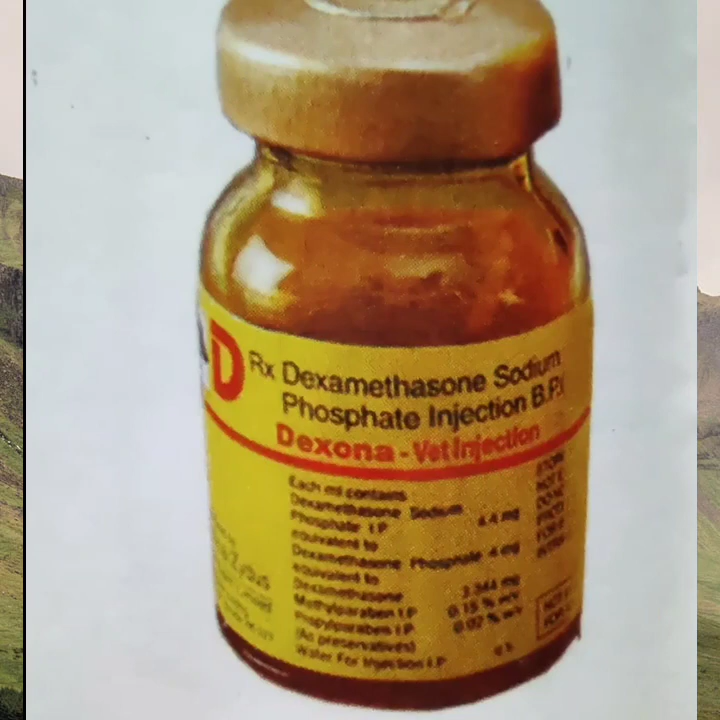 D
Rx Dexamethasone Sodium
Phosphate Injection B.P.
Dexona - Vet Injection
Each ml contains
Dexamethasone Sodium
Phosphate I.P 4.4 mg
equivalent to
Dexamethasone Phosphate 4 mg
equivalent to
Dexamethasone 3.344 mg
Methylparaben I.P 0.15 % w/v
Propylparaben I.P 0.02 % w/v
(As preservatives)
Water For Injection I.P